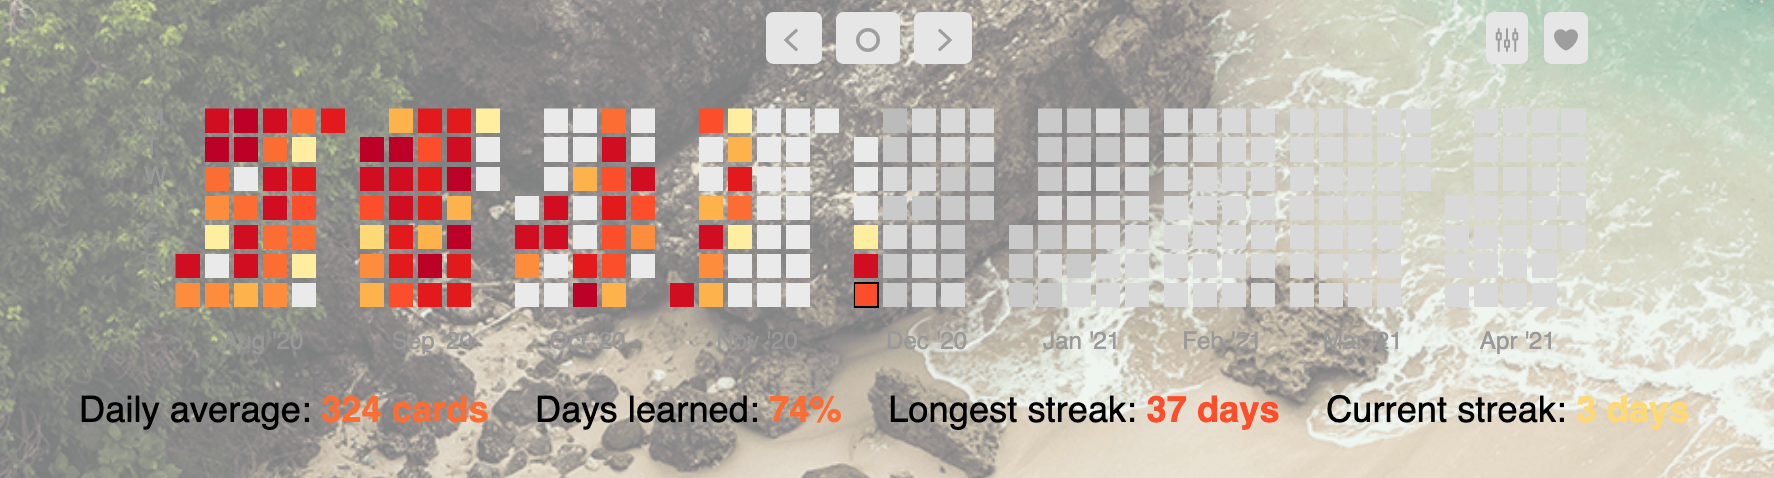 W
Aug '20 Sep '20 Oct '20 Nov '20 Dec '20 Jan '21 Feb '21 Mar '21 Apr '21
Daily average: 324 cards Days learned: 74% Longest streak: 37 days Current streak: 3 days